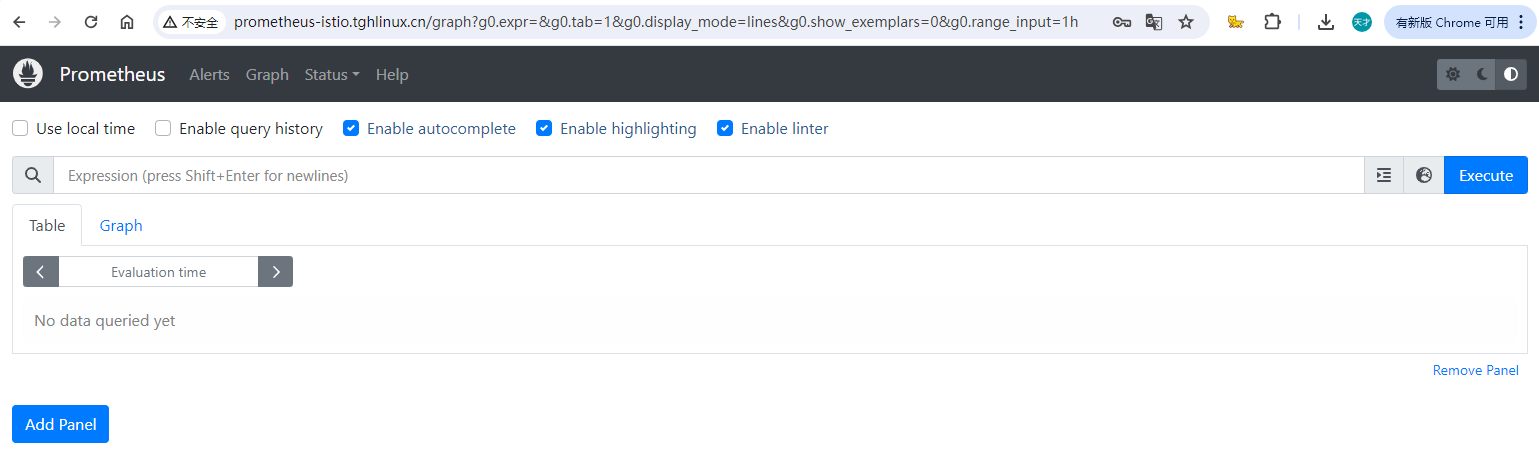 不安全 prometheus-istio.tghlinux.cn/graph?g0.expr=&g0.tab=1&g0.display_mode=lines&g0.show_exemplars=0&g0.range_input=1h 天才 有新版 Chrome 可用
Prometheus Alerts Graph Status Help
Use local time Enable query history Enable autocomplete Enable highlighting Enable linter
Expression (press Shift+Enter for newlines) Execute
Table Graph
Evaluation time
No data queried yet
Remove Panel
Add Panel